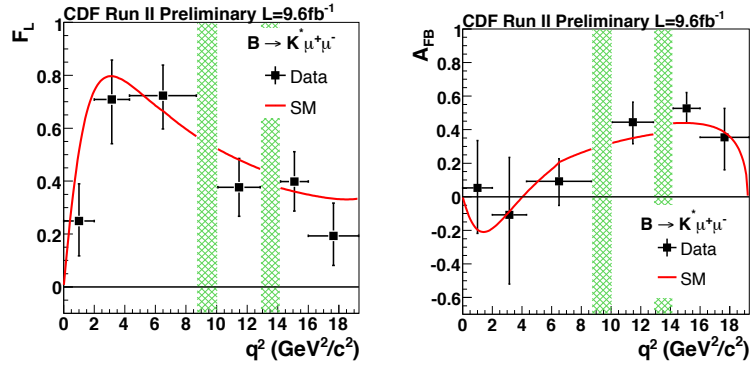 CDF Run II Preliminary L=9.6fb⁻¹
F_L
B → K*μ⁺μ⁻
Data
SM
1
0.8
0.6
0.4
0.2
0
0 2 4 6 8 10 12 14 16 18
q² (GeV²/c²)
CDF Run II Preliminary L=9.6fb⁻¹
A_FB
1
0.8
0.6
0.4
0.2
0
-0.2
-0.4
-0.6
B → K*μ⁺μ⁻
Data
SM
0 2 4 6 8 10 12 14 16 18
q² (GeV²/c²)